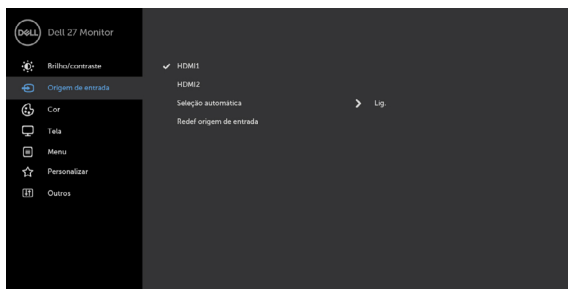 DELL Dell 27 Monitor
Brilho/contraste
Origem de entrada
Cor
Tela
Menu
Personalizar
Outros
HDMI1
HDMI2
Seleção automática Lig.
Redef origem de entrada